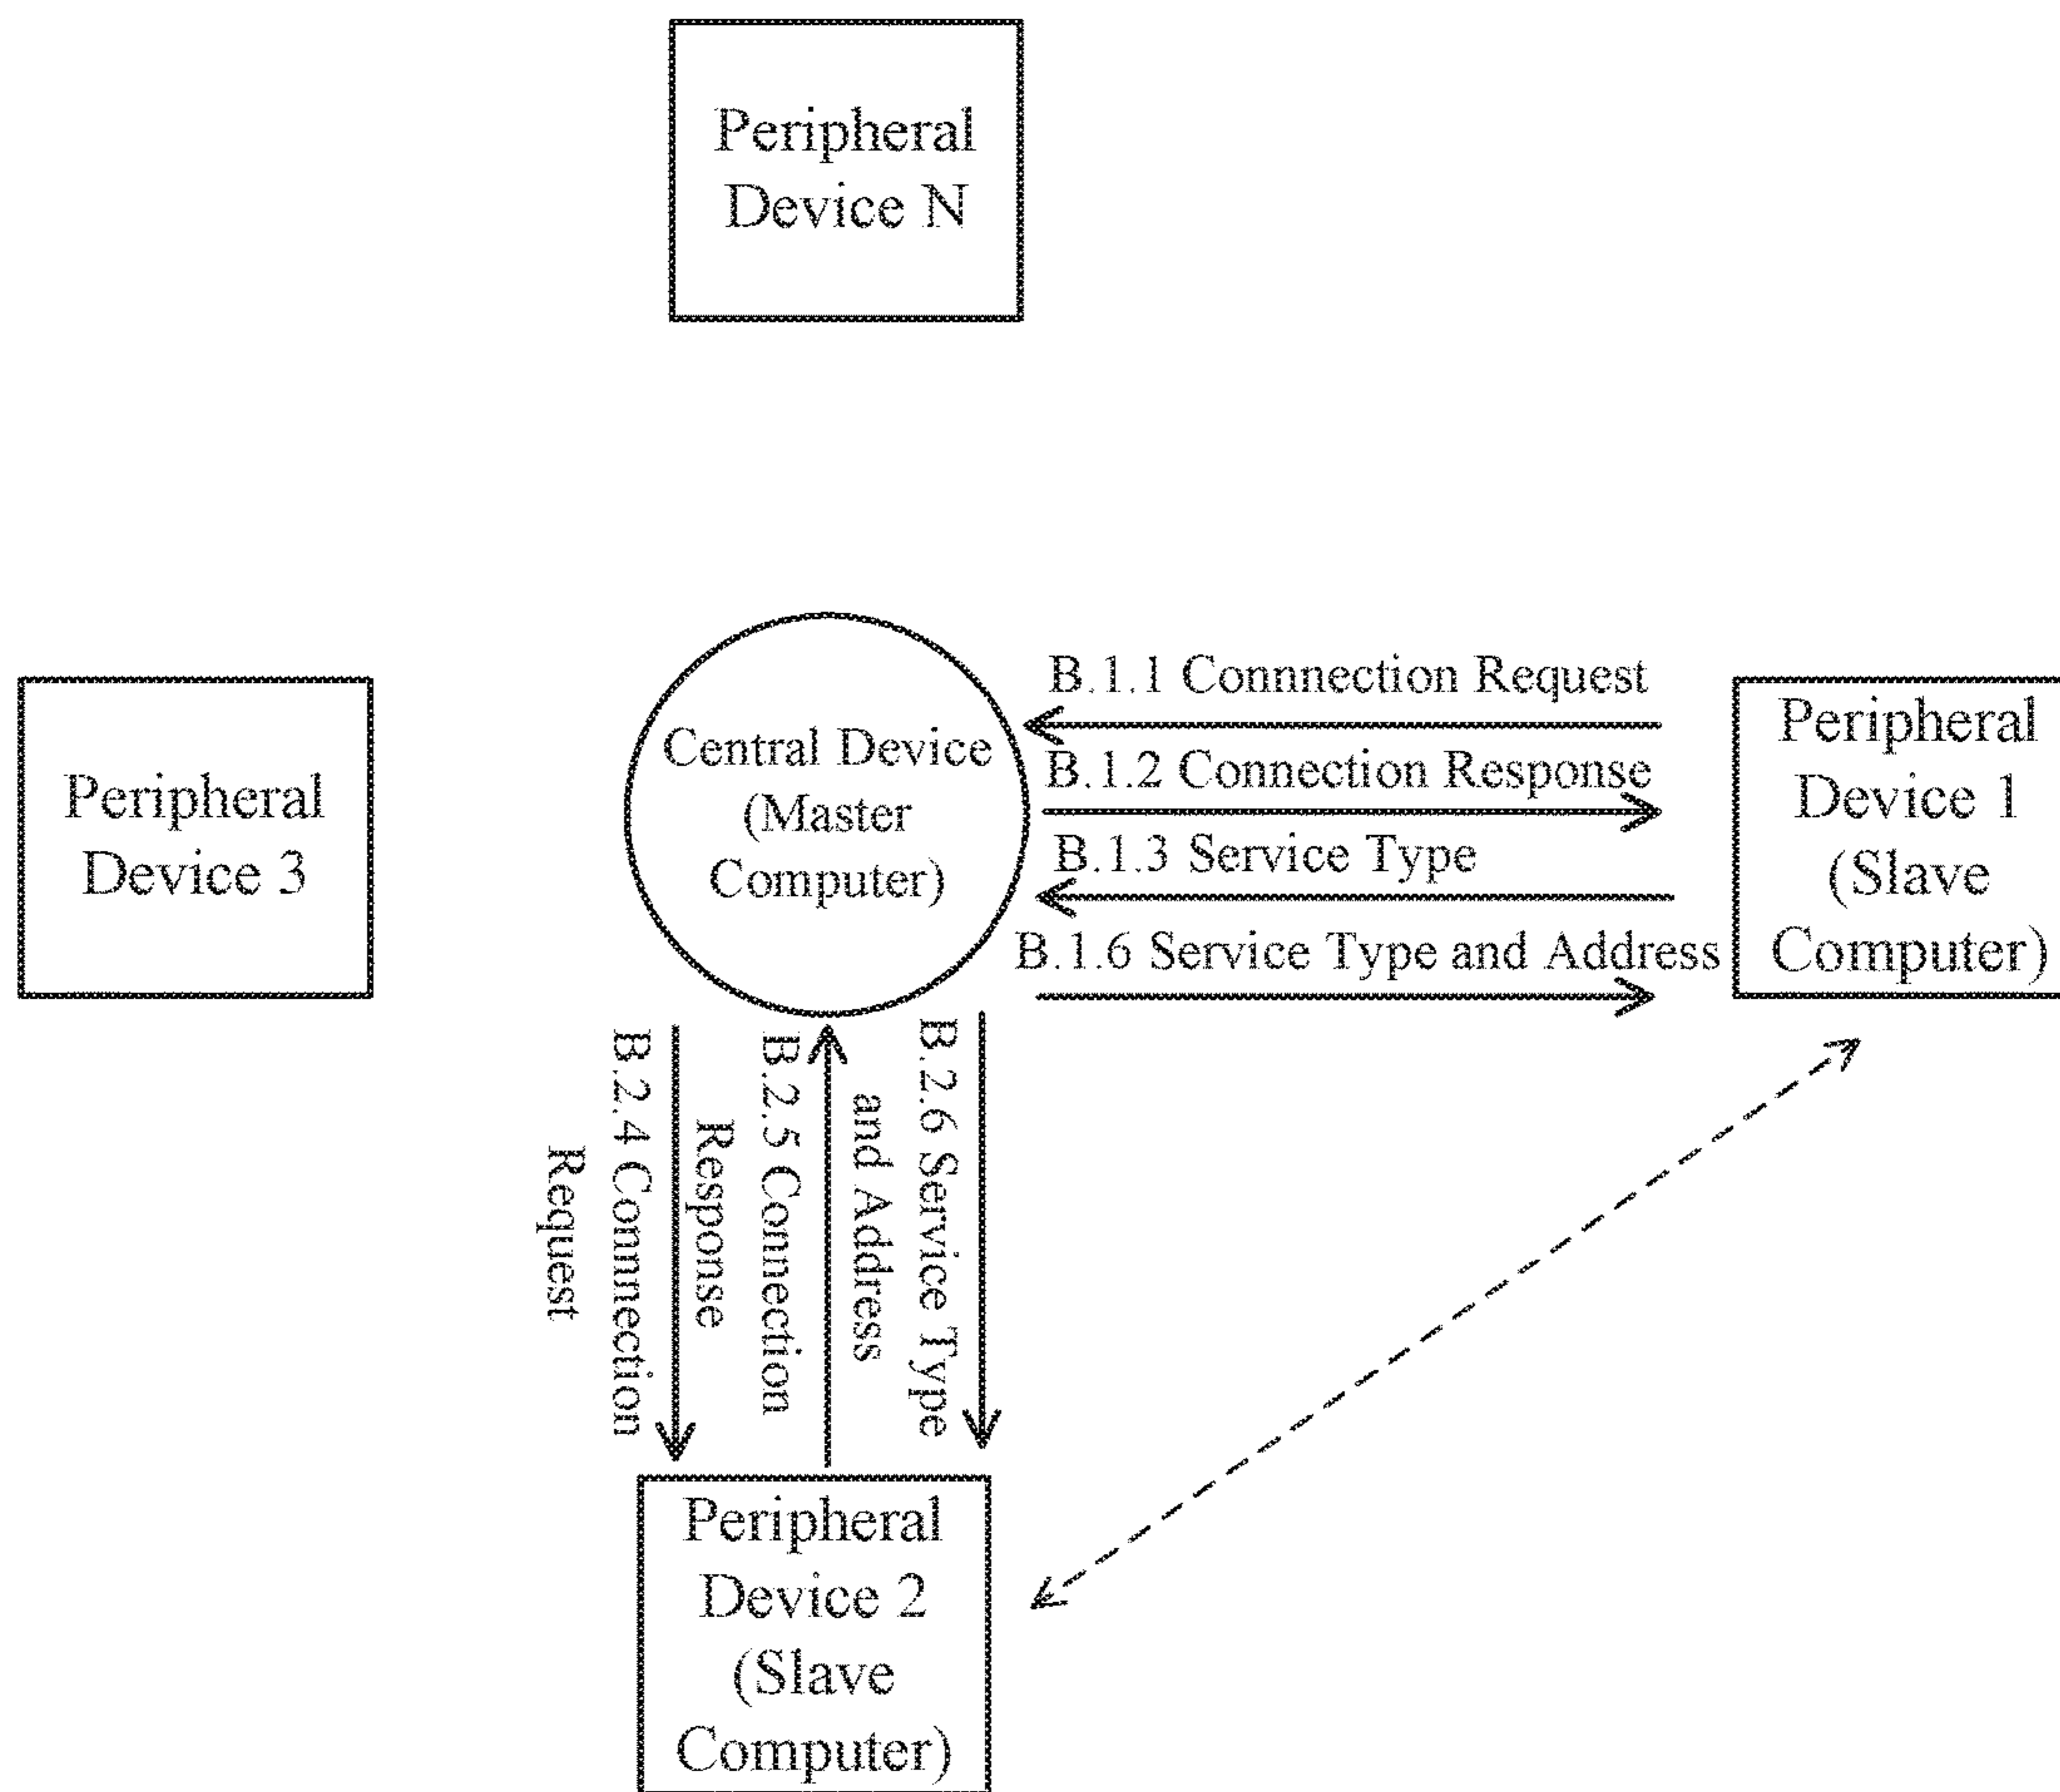 Peripheral
Device N
Peripheral
Device 3
Central Device
(Master
Computer)
B.1.1 Connnection Request
B.1.2 Connection Response
B.1.3 Service Type
B.1.6 Service Type and Address
Peripheral
Device 1
(Slave
Computer)
B.2.4 Connection
Request
B.2.5 Connection
Response
B.2.6 Service Type
and Address
Peripheral
Device 2
(Slave
Computer)